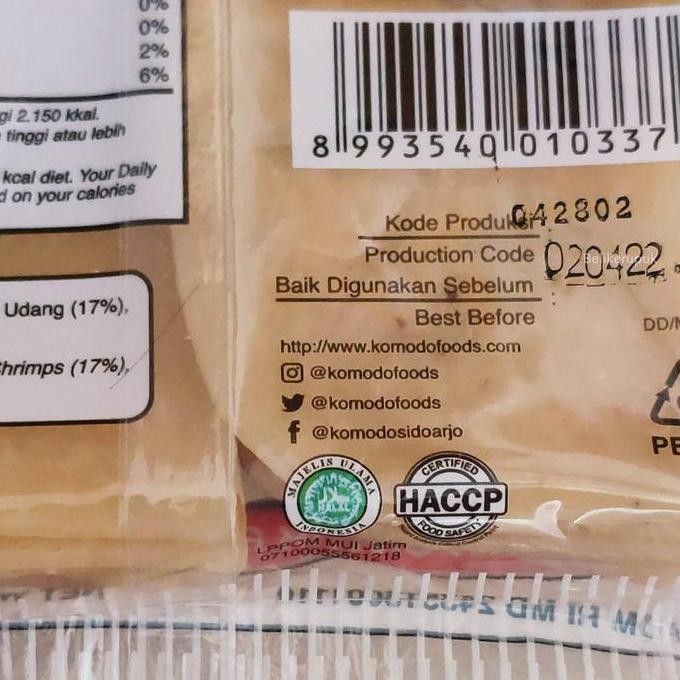 0%
0%
2%
6%
gi 2.150 kkal.
tinggi atau lebih
kcal diet. Your Daily
d on your calories
Udang (17%),
Shrimps (17%),
8 993540 010337
Kode Produksi 042802
Production Code 020422
Belikerupuk
Baik Digunakan Sebelum :
Best Before
DD/M
http://www.komodofoods.com
@komodofoods
@komodofoods
@komodosidoarjo
PE
MAJELIS ULAMA
HALAL
INDONESIA
CERTIFIED
HACCP
FOOD SAFETY
LPPOM MUI Jatim
07100055561218